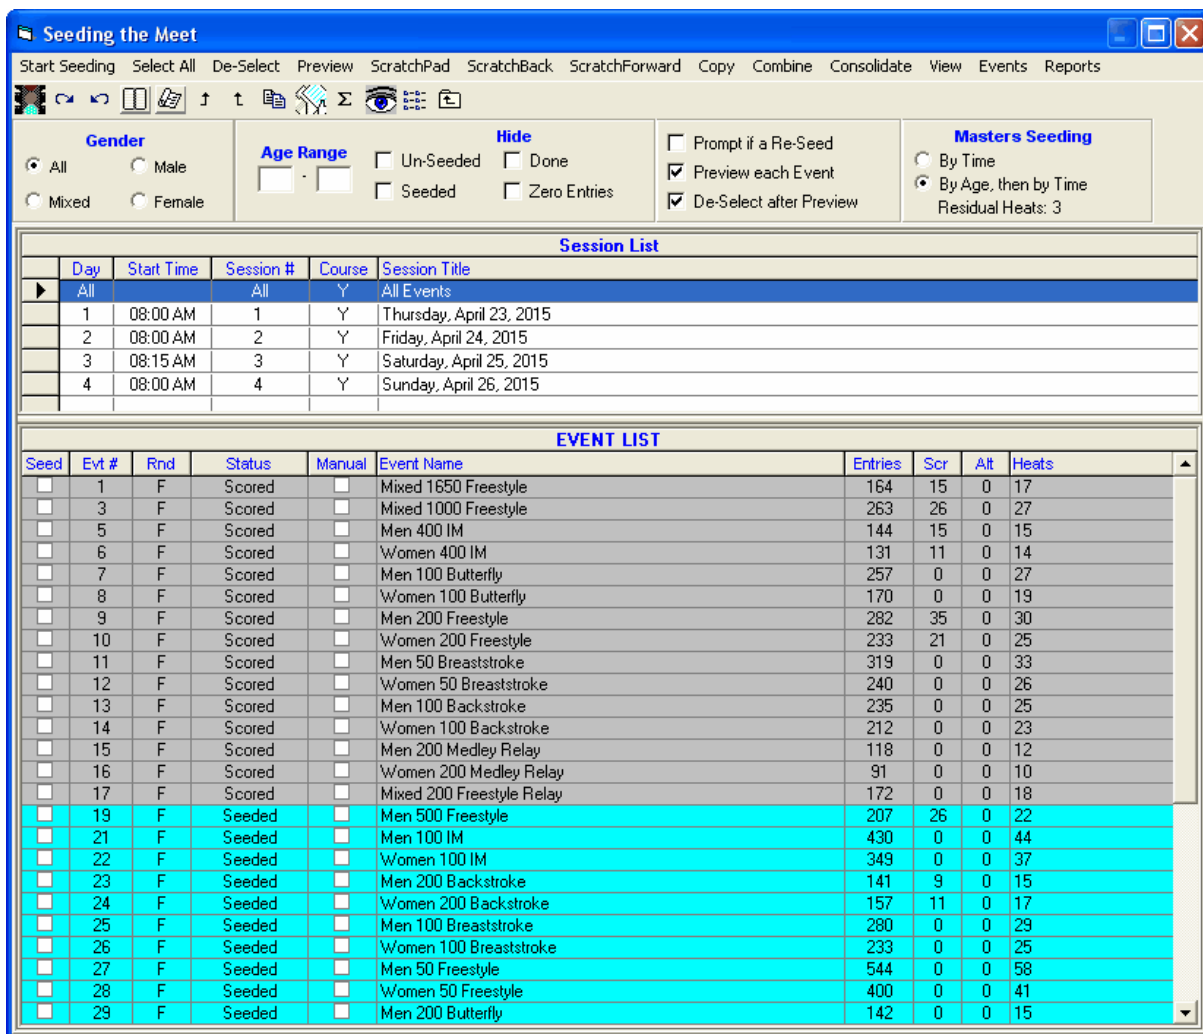 Seeding the Meet
Start Seeding Select All De-Select Preview ScratchPad ScratchBack ScratchForward Copy Combine Consolidate View Events Reports
Gender
All Male
Mixed Female
Age Range
-
Hide
Un-Seeded Done
Seeded Zero Entries
Prompt if a Re-Seed
Preview each Event
De-Select after Preview
Masters Seeding
By Time
By Age, then by Time
Residual Heats: 3
Session List
Day Start Time Session # Course Session Title
All All Y All Events
1 08:00 AM 1 Y Thursday, April 23, 2015
2 08:00 AM 2 Y Friday, April 24, 2015
3 08:15 AM 3 Y Saturday, April 25, 2015
4 08:00 AM 4 Y Sunday, April 26, 2015
EVENT LIST
Seed Evt # Rnd Status Manual Event Name Entries Scr Alt Heats
1 F Scored Mixed 1650 Freestyle 164 15 0 17
3 F Scored Mixed 1000 Freestyle 263 26 0 27
5 F Scored Men 400 IM 144 15 0 15
6 F Scored Women 400 IM 131 11 0 14
7 F Scored Men 100 Butterfly 257 0 0 27
8 F Scored Women 100 Butterfly 170 0 0 19
9 F Scored Men 200 Freestyle 282 35 0 30
10 F Scored Women 200 Freestyle 233 21 0 25
11 F Scored Men 50 Breaststroke 319 0 0 33
12 F Scored Women 50 Breaststroke 240 0 0 26
13 F Scored Men 100 Backstroke 235 0 0 25
14 F Scored Women 100 Backstroke 212 0 0 23
15 F Scored Men 200 Medley Relay 118 0 0 12
16 F Scored Women 200 Medley Relay 91 0 0 10
17 F Scored Mixed 200 Freestyle Relay 172 0 0 18
19 F Seeded Men 500 Freestyle 207 26 0 22
21 F Seeded Men 100 IM 430 0 0 44
22 F Seeded Women 100 IM 349 0 0 37
23 F Seeded Men 200 Backstroke 141 9 0 15
24 F Seeded Women 200 Backstroke 157 11 0 17
25 F Seeded Men 100 Breaststroke 280 0 0 29
26 F Seeded Women 100 Breaststroke 233 0 0 25
27 F Seeded Men 50 Freestyle 544 0 0 58
28 F Seeded Women 50 Freestyle 400 0 0 41
29 F Seeded Men 200 Butterfly 142 0 0 15